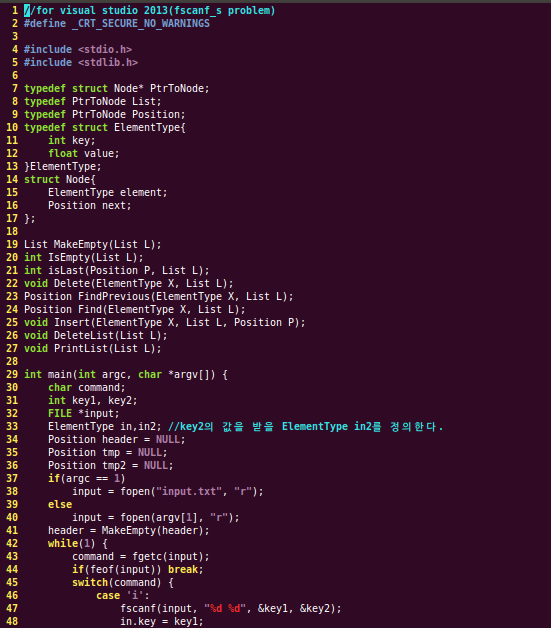 1 //for visual studio 2013(fscanf_s problem)
2 #define _CRT_SECURE_NO_WARNINGS
3
4 #include <stdio.h>
5 #include <stdlib.h>
6
7 typedef struct Node* PtrToNode;
8 typedef PtrToNode List;
9 typedef PtrToNode Position;
10 typedef struct ElementType{
11     int key;
12     float value;
13 }ElementType;
14 struct Node{
15     ElementType element;
16     Position next;
17 };
18
19 List MakeEmpty(List L);
20 int IsEmpty(List L);
21 int isLast(Position P, List L);
22 void Delete(ElementType X, List L);
23 Position FindPrevious(ElementType X, List L);
24 Position Find(ElementType X, List L);
25 void Insert(ElementType X, List L, Position P);
26 void DeleteList(List L);
27 void PrintList(List L);
28
29 int main(int argc, char *argv[]) {
30     char command;
31     int key1, key2;
32     FILE *input;
33     ElementType in,in2; //key2의 값을 받을 ElementType in2를 정의한다.
34     Position header = NULL;
35     Position tmp = NULL;
36     Position tmp2 = NULL;
37     if(argc == 1)
38         input = fopen("input.txt", "r");
39     else
40         input = fopen(argv[1], "r");
41     header = MakeEmpty(header);
42     while(1) {
43         command = fgetc(input);
44         if(feof(input)) break;
45         switch(command) {
46             case 'i':
47                 fscanf(input, "%d %d", &key1, &key2);
48                 in.key = key1;